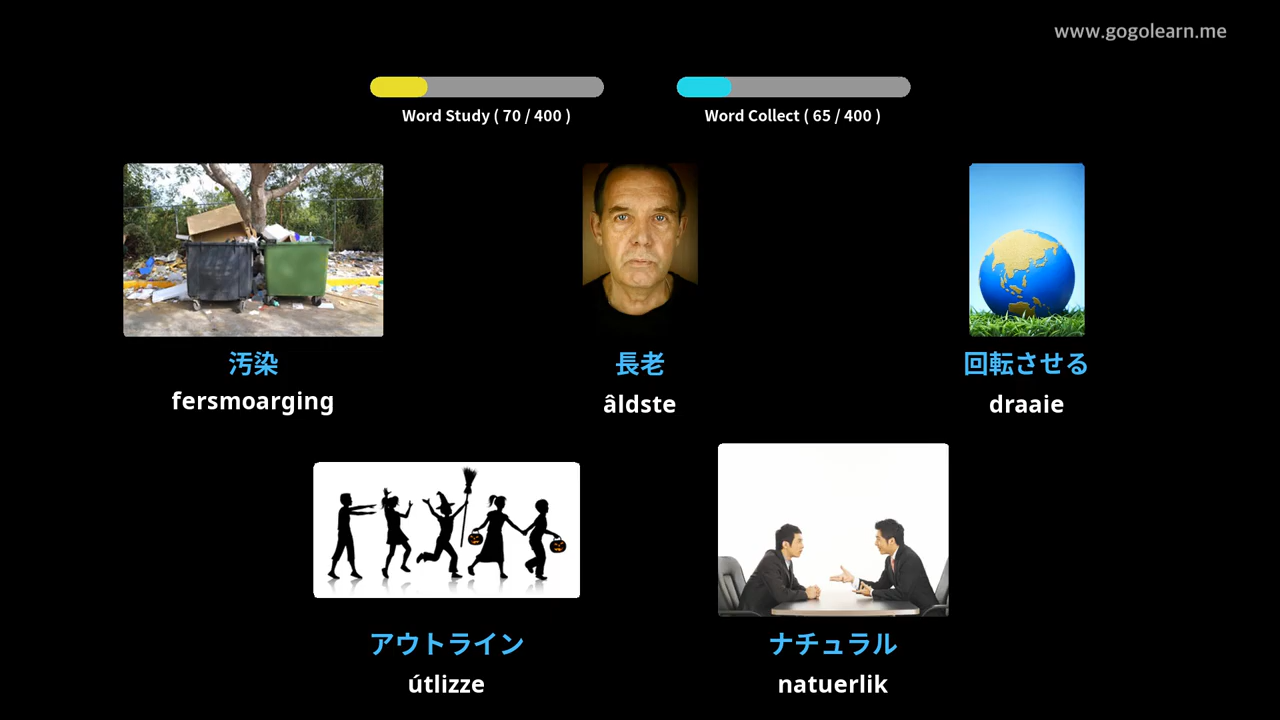 www.gogolearn.me
Word Study ( 70 / 400 )
Word Collect ( 65 / 400 )
汚染
fersmoarging
長老
âldste
回転させる
draaie
アウトライン
útlizze
ナチュラル
natuerlik